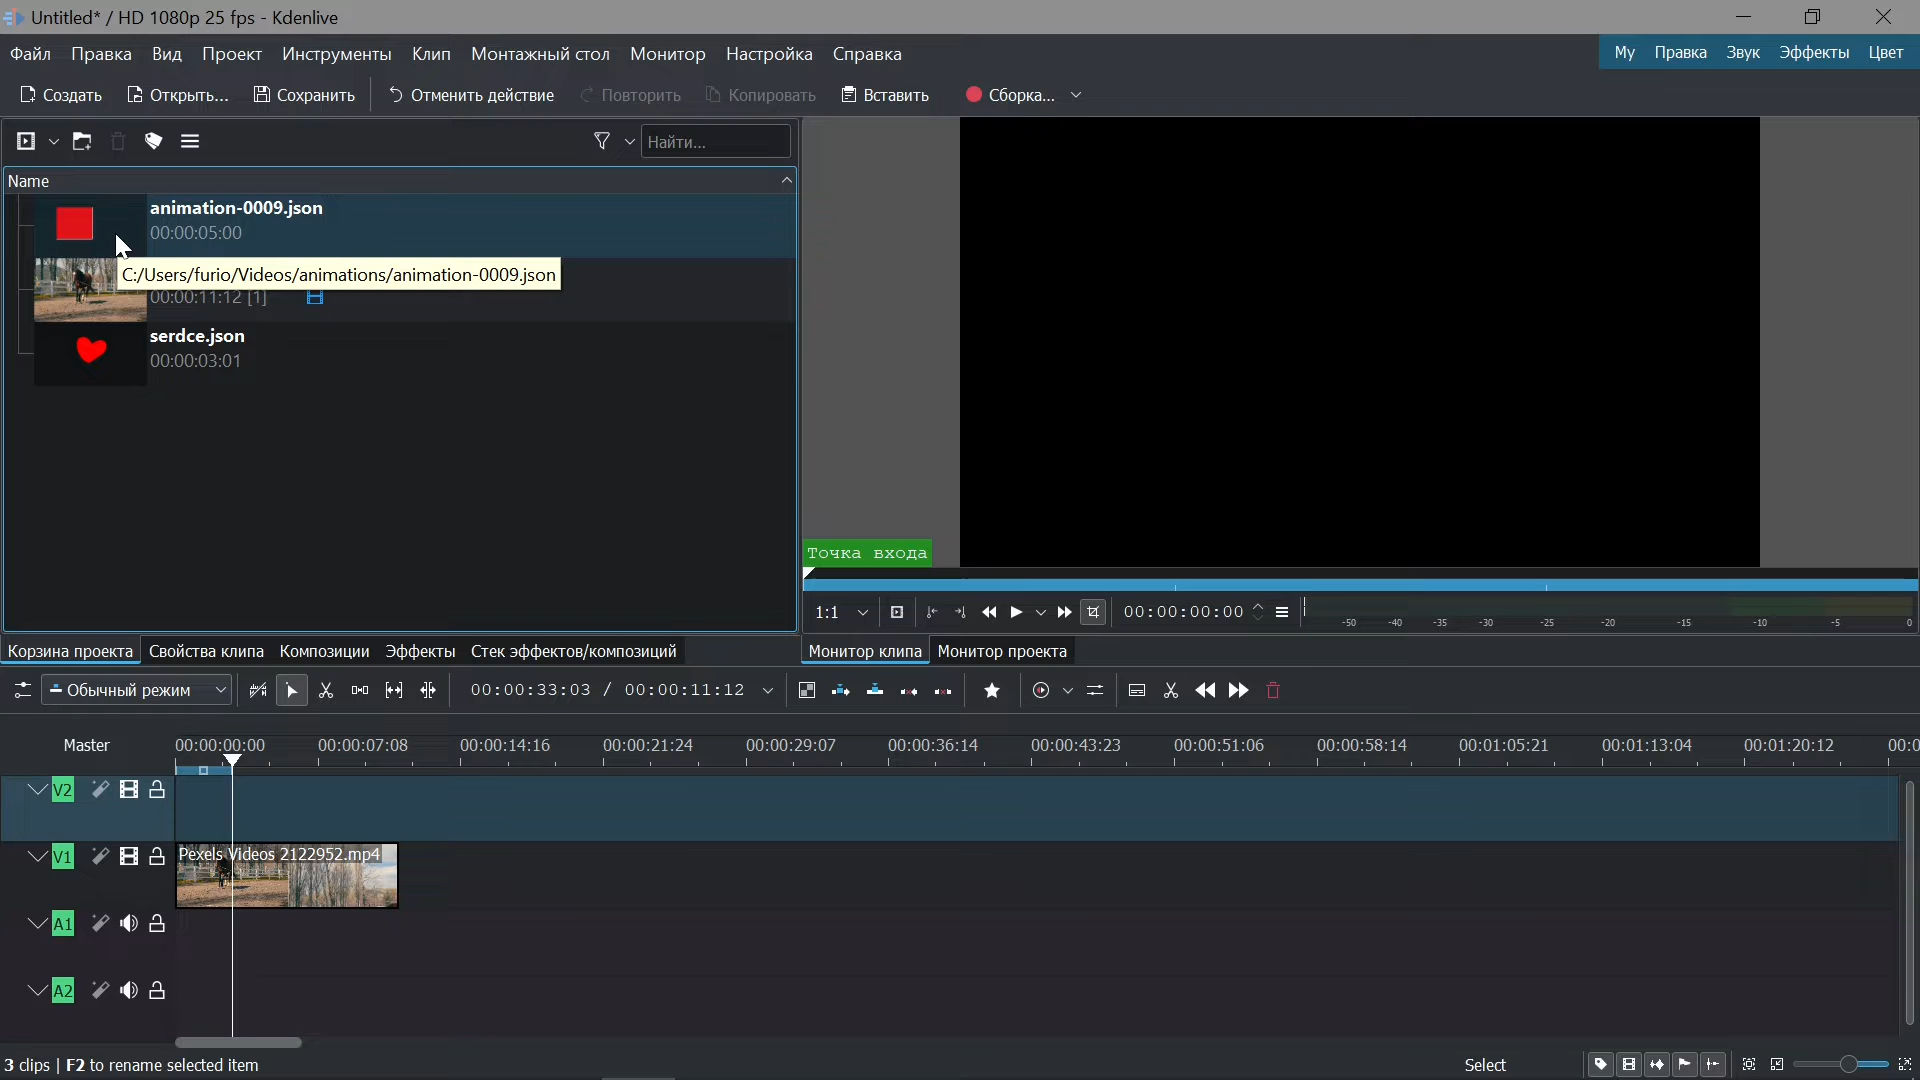 Untitled* / HD 1080p 25 fps - Kdenlive
Файл Правка Вид Проект Инструменты Клип Монтажный стол Монитор Настройка Справка
My Правка Звук Эффекты Цвет
Создать Открыть... Сохранить Отменить действие Повторить Копировать Вставить Сборка...
Найти...
Name
animation-0009.json
00:00:05:00
C:/Users/furio/Videos/animations/animation-0009.json
00:00:11:12 [1]
serdce.json
00:00:03:01
Точка входа
1:1 00:00:00:00
-50 -40 -35 -30 -25 -20 -15 -10 -5 0
Корзина проекта Свойства клипа Композиции Эффекты Стек эффектов/композиций
Монитор клипа Монитор проекта
Обычный режим 00:00:33:03 / 00:00:11:12
Master 00:00:00:00 00:00:07:08 00:00:14:16 00:00:21:24 00:00:29:07 00:00:36:14 00:00:43:23 00:00:51:06 00:00:58:14 00:01:05:21 00:01:13:04 00:01:20:12 00:0
V2
V1
Pexels Videos 2122952.mp4
A1
A2
3 clips | F2 to rename selected item
Select